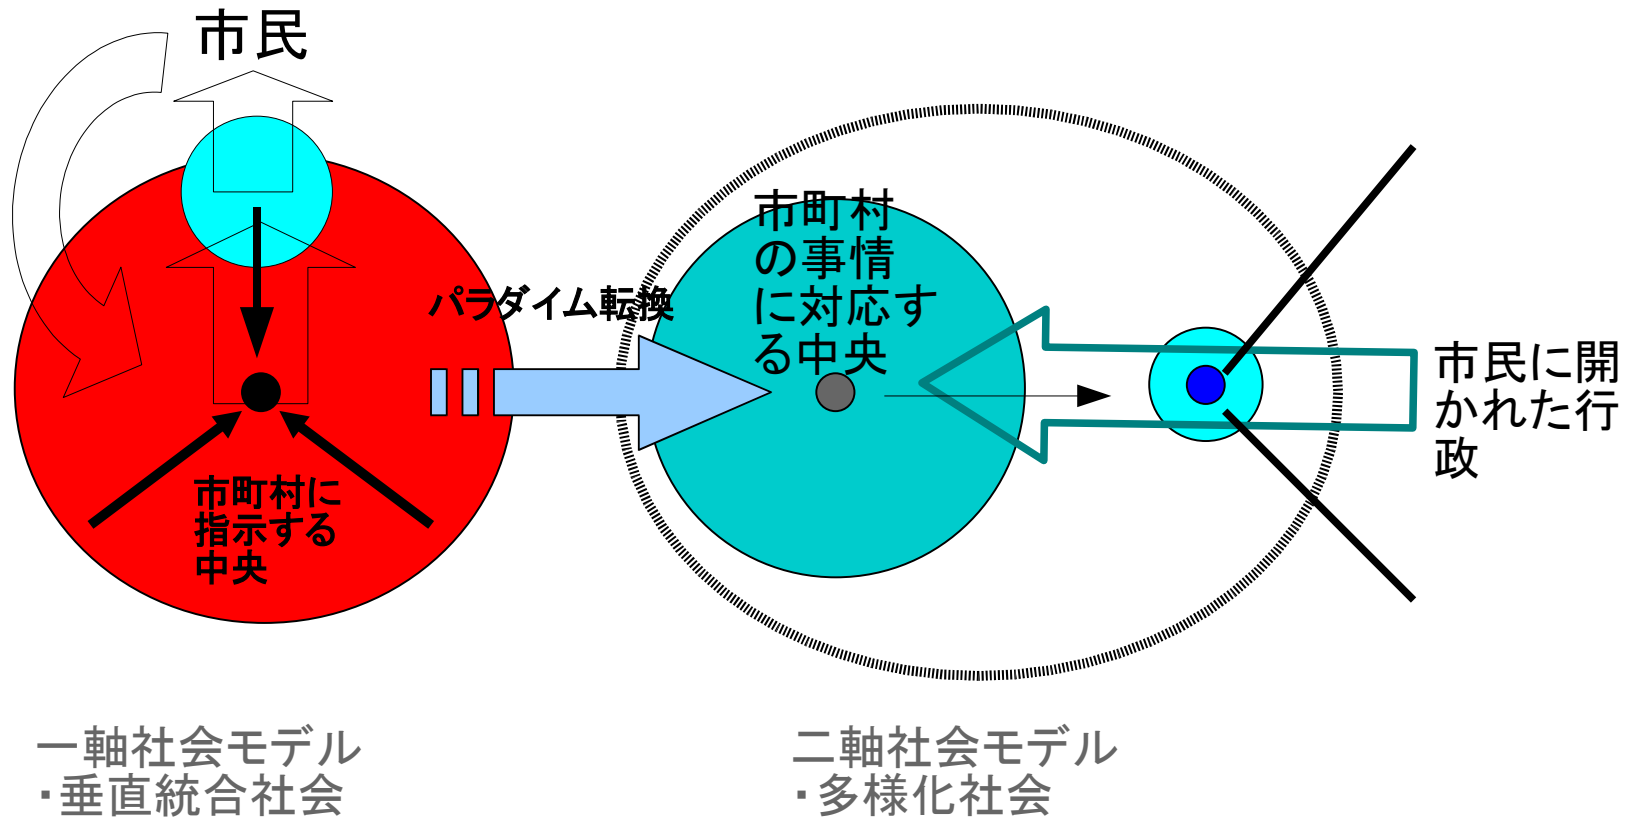 市民
パラダイム転換
市町村に
指示する
中央
市町村
の事情
に対応す
る中央
市民に開
かれた行
政
一軸社会モデル
・垂直統合社会
二軸社会モデル
・多様化社会